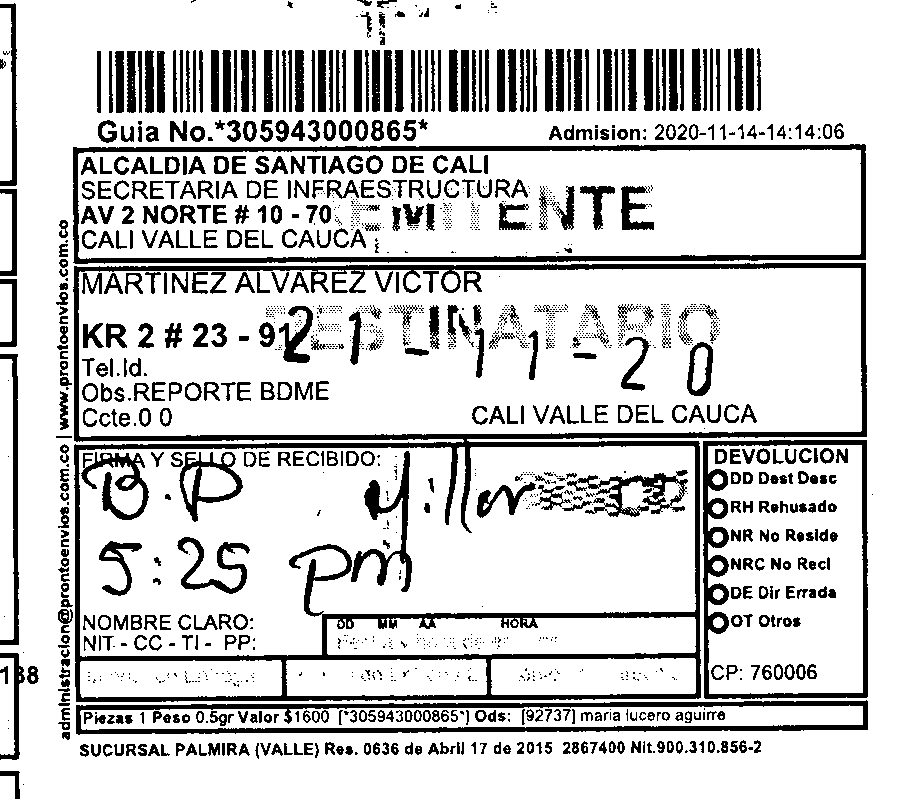 Guia No.*305943000865*
Admision: 2020-11-14-14:14:06
ALCALDIA DE SANTIAGO DE CALI
SECRETARIA DE INFRAESTRUCTURA
AV 2 NORTE # 10 - 70
REMITENTE
CALI VALLE DEL CAUCA
MARTINEZ ALVAREZ VICTOR
DESTINATARIO
KR 2 # 23 - 91
21-11-20
Tel.Id.
Obs.REPORTE BDME
Ccte.0 0
CALI VALLE DEL CAUCA
www.prontoenvios.com.co
administracion@prontoenvios.com.co
FIRMA Y SELLO DE RECIBIDO:
B.P
5:25 pm
NOMBRE CLARO:
NIT - CC - TI - PP:
DD MM AA HORA
DEVOLUCION
DD Dest Desc
RH Rehusado
NR No Reside
NRC No Recl
DE Dir Errada
OT Otros
CP: 760006
Piezas 1 Peso 0.5gr Valor $1600 [*305943000865*] Ods: [92737] maria lucero aguirre
SUCURSAL PALMIRA (VALLE) Res. 0636 de Abril 17 de 2015 2867400 Nit.900.310.856-2